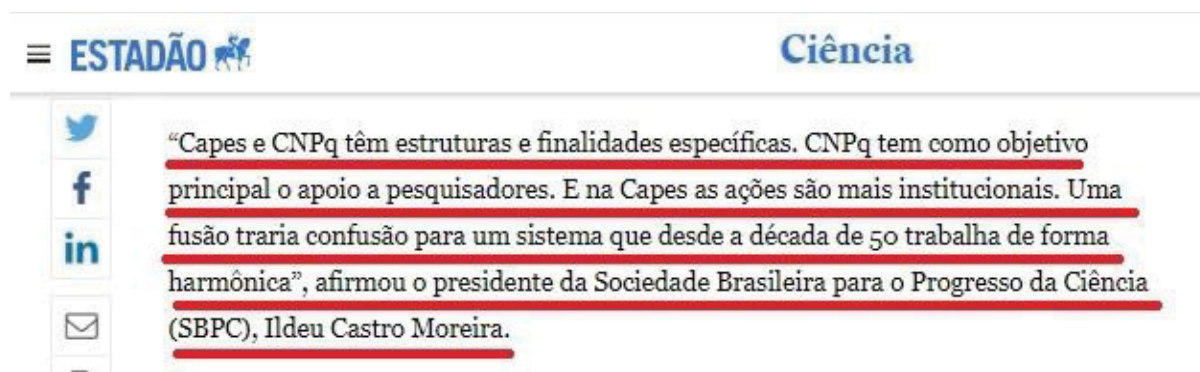 ESTADÃO
Ciência
“Capes e CNPq têm estruturas e finalidades específicas. CNPq tem como objetivo
principal o apoio a pesquisadores. E na Capes as ações são mais institucionais. Uma
fusão traria confusão para um sistema que desde a década de 50 trabalha de forma
harmônica”, afirmou o presidente da Sociedade Brasileira para o Progresso da Ciência
(SBPC), Ildeu Castro Moreira.